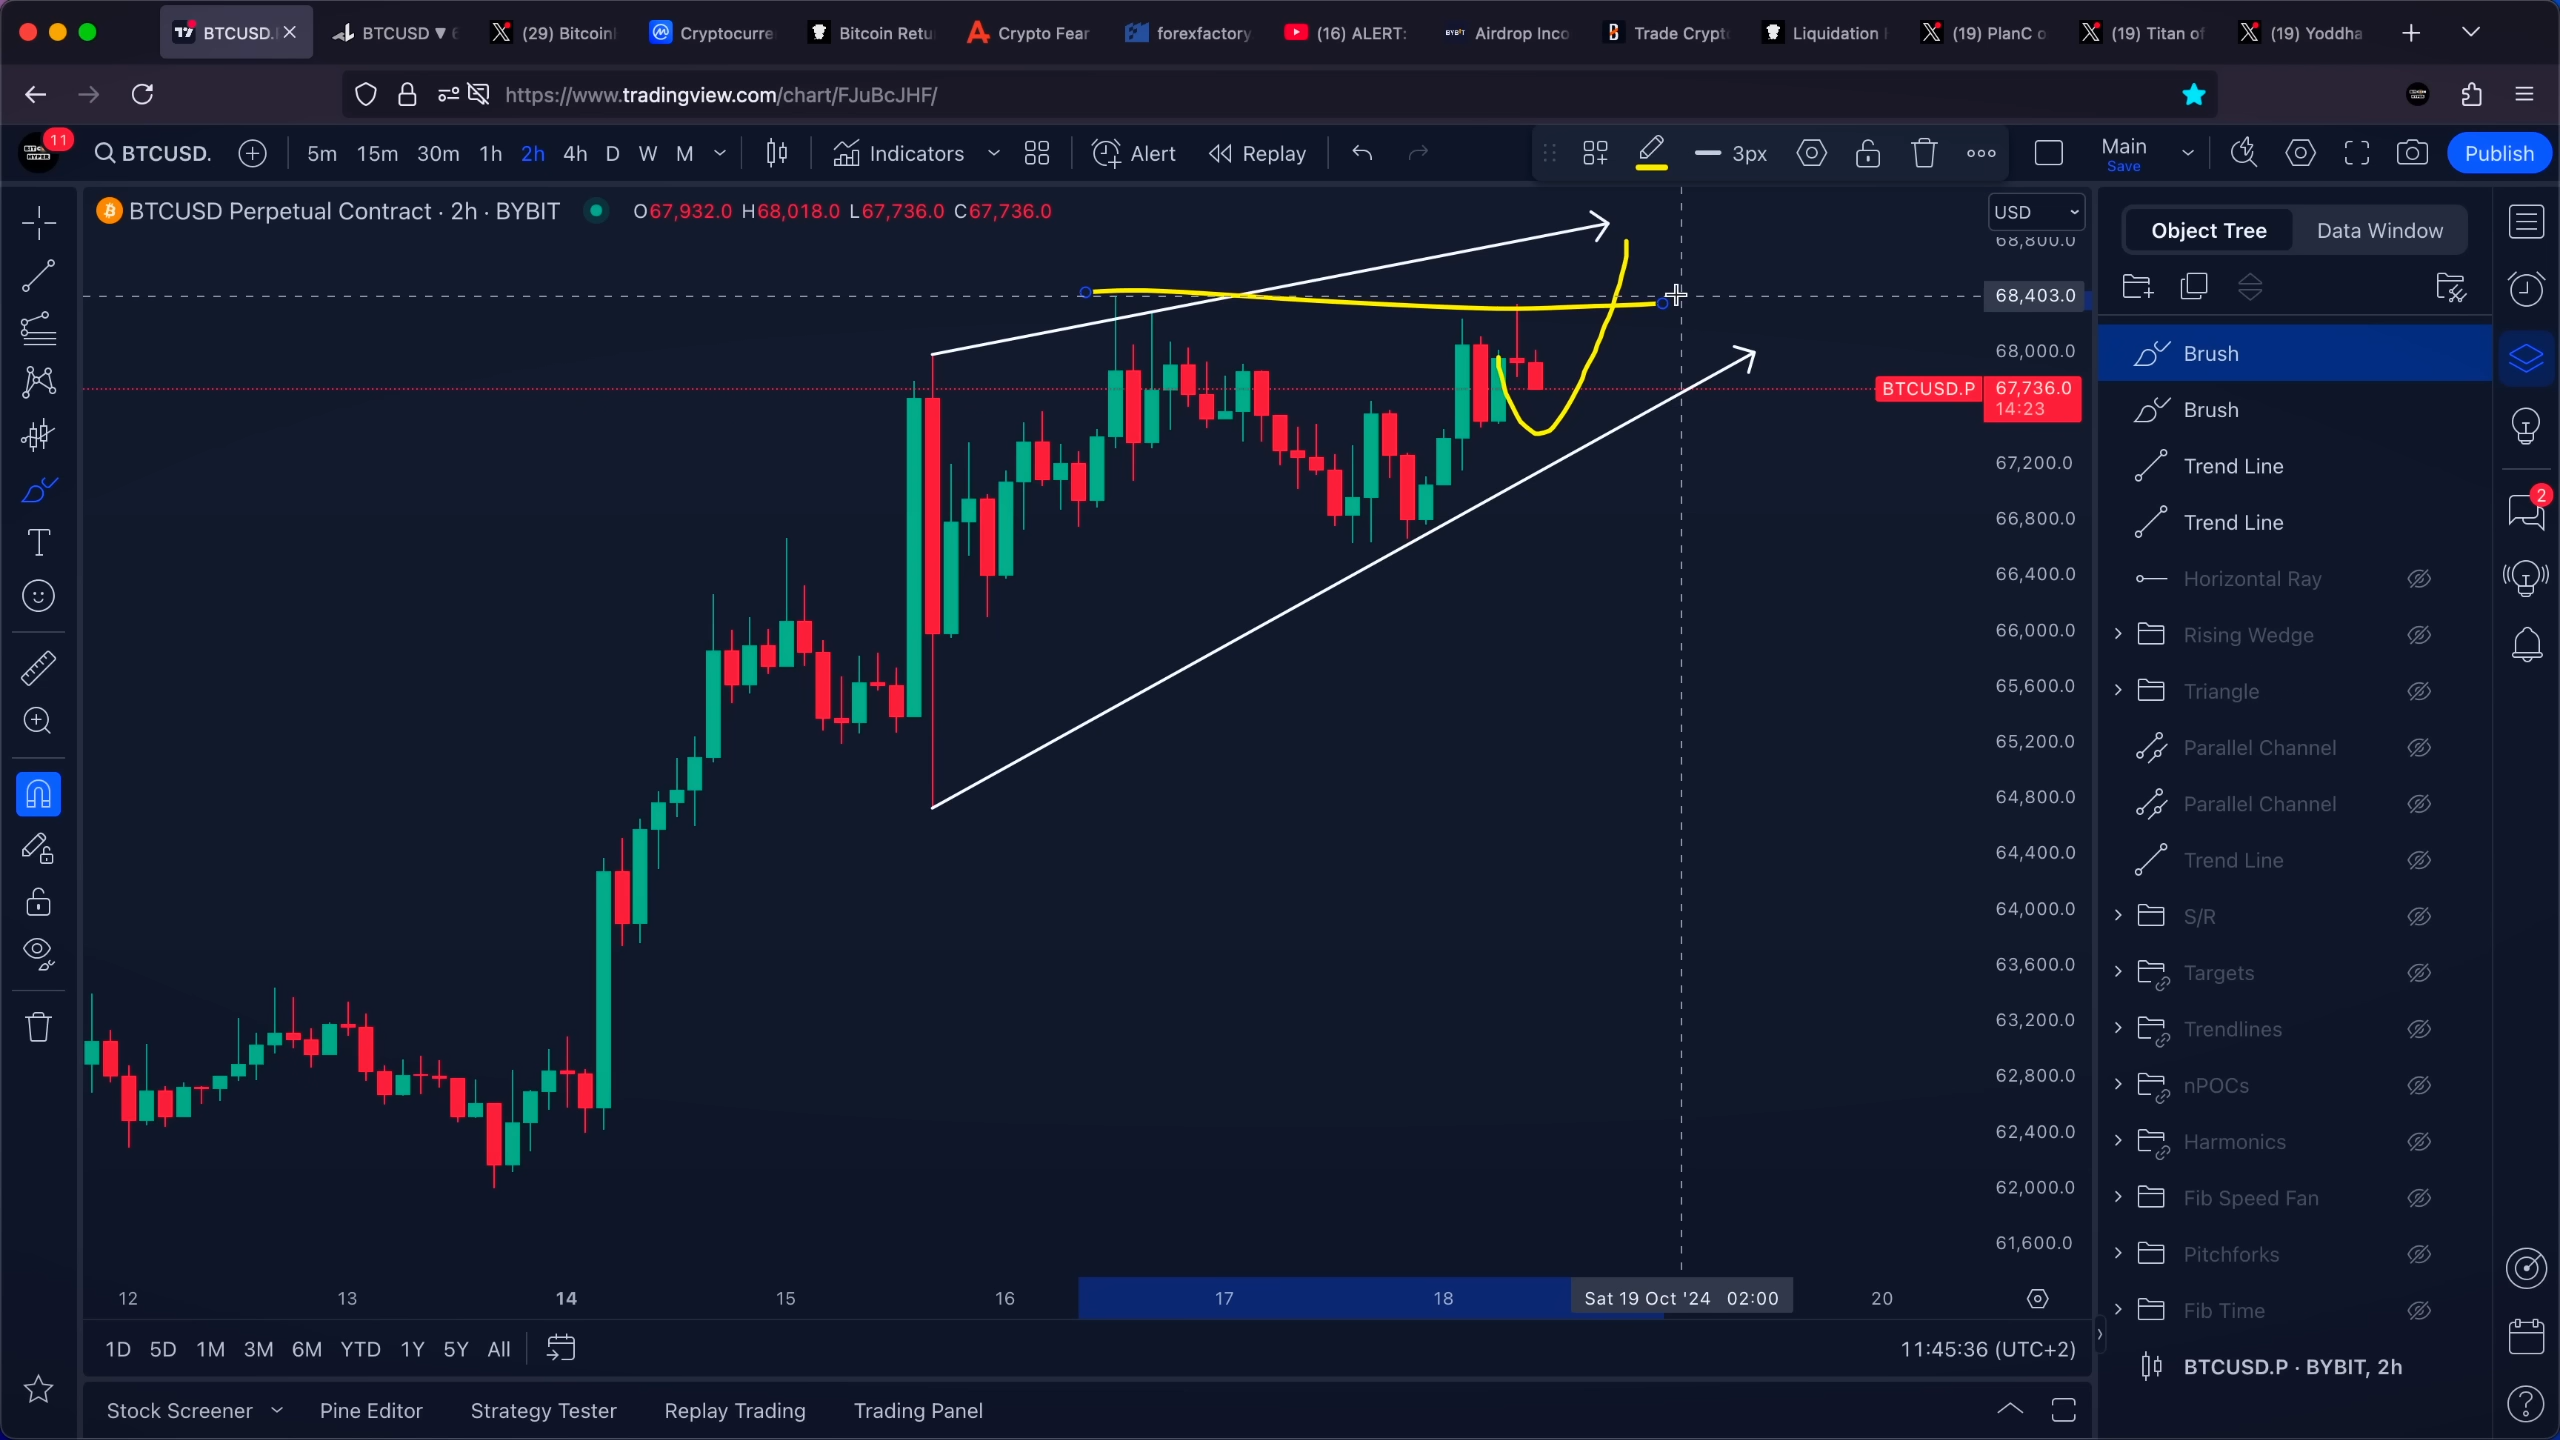 BTCUSD.
BTCUSD ▼ 6
(29) Bitcoin
Cryptocurre
Bitcoin Retu
Crypto Fear
forexfactory
(16) ALERT:
BYBIT
Airdrop Inco
Trade Crypt
Liquidation
(19) PlanC o
(19) Titan of
(19) Yoddha
https://www.tradingview.com/chart/FJuBcJHF/
11
BTCUSD.
5m 15m 30m 1h 2h 4h D W M
Indicators
Alert
Replay
3px
Main
Save
Publish
BTCUSD Perpetual Contract · 2h · BYBIT
O67,932.0 H68,018.0 L67,736.0 C67,736.0
USD
68,800.0
68,403.0
68,000.0
BTCUSD.P
67,736.0
14:23
67,200.0
66,800.0
66,400.0
66,000.0
65,600.0
65,200.0
64,800.0
64,400.0
64,000.0
63,600.0
63,200.0
62,800.0
62,400.0
62,000.0
61,600.0
12 13 14 15 16 17 18 Sat 19 Oct '24 02:00 20
1D 5D 1M 3M 6M YTD 1Y 5Y All
11:45:36 (UTC+2)
Stock Screener
Pine Editor
Strategy Tester
Replay Trading
Trading Panel
Object Tree
Data Window
Brush
Brush
Trend Line
Trend Line
Horizontal Ray
Rising Wedge
Triangle
Parallel Channel
Parallel Channel
Trend Line
S/R
Targets
Trendlines
nPOCs
Harmonics
Fib Speed Fan
Pitchforks
Fib Time
BTCUSD.P · BYBIT, 2h
2